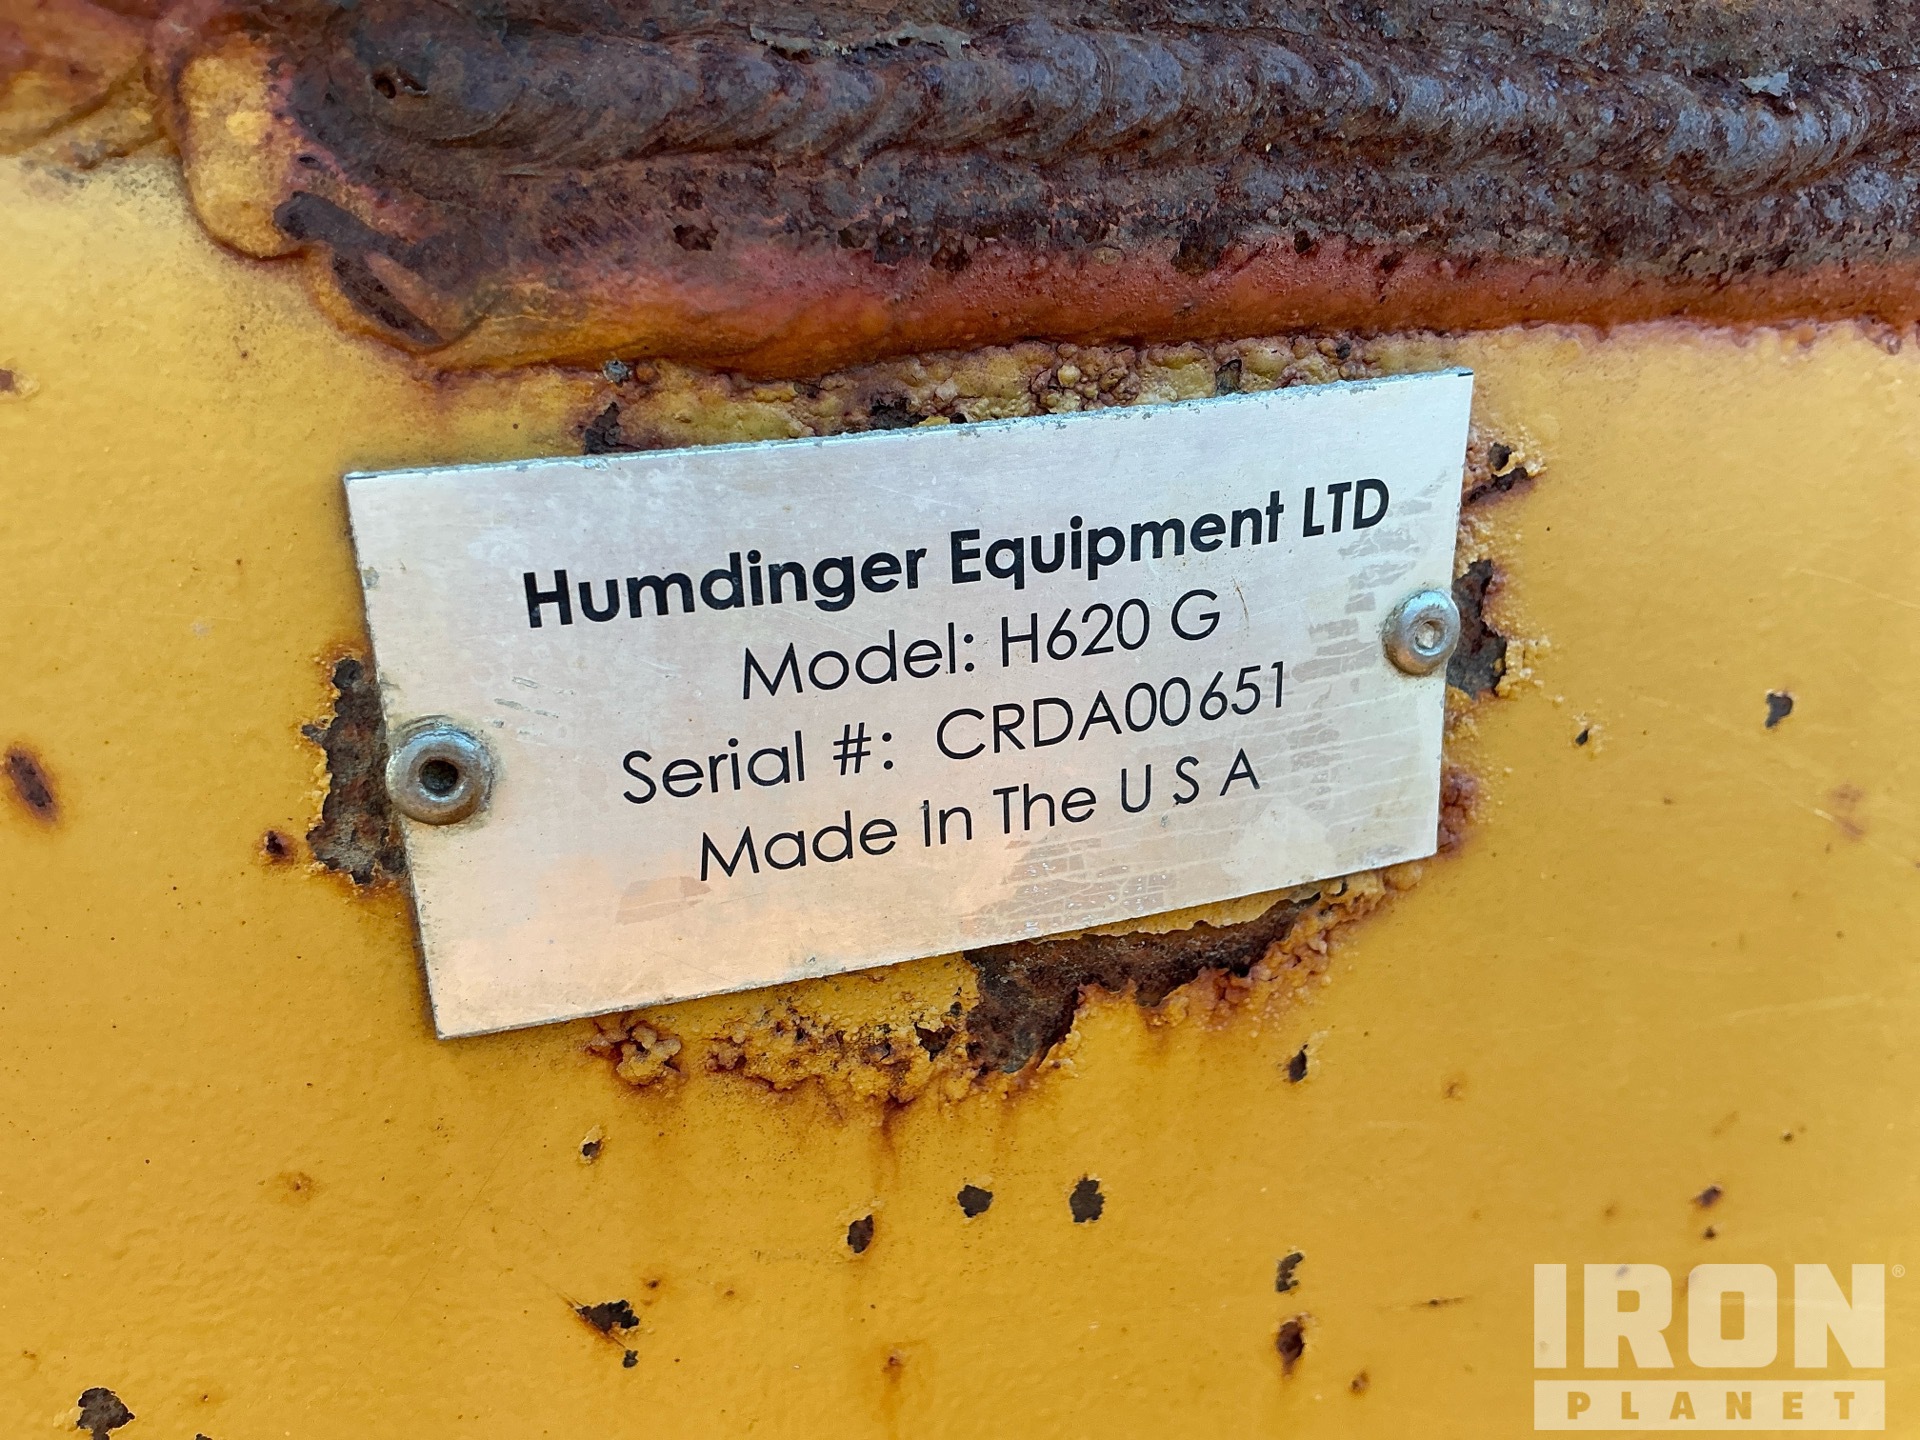 Humdinger Equipment LTD
Model: H620 G
Serial #: CRDA00651
Made In The U S A
IRON®
PLANET